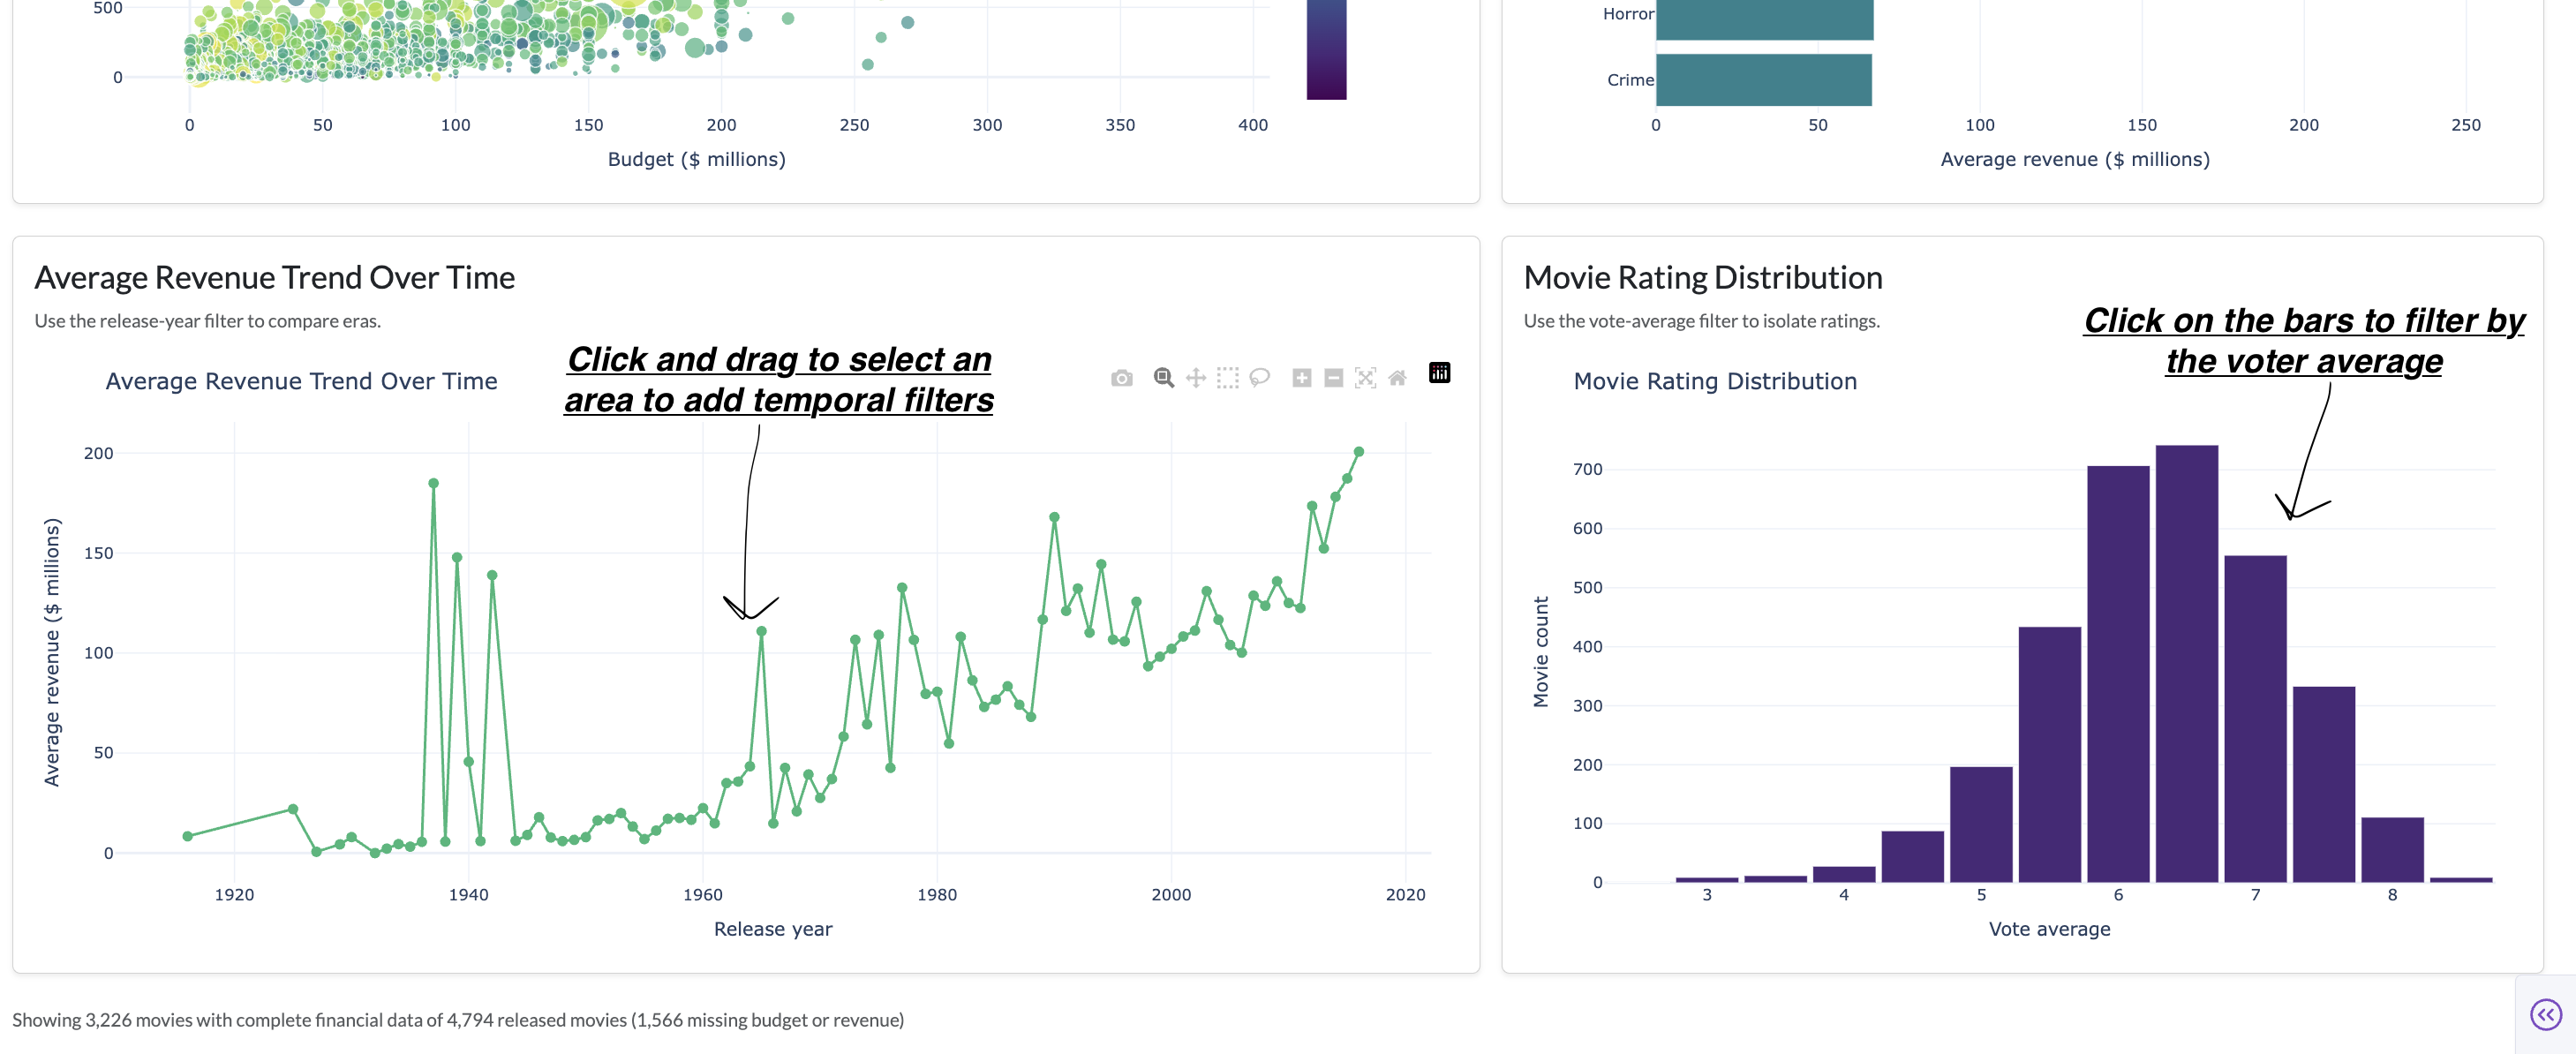 500
0
0 50 100 150 200 250 300 350 400
Budget ($ millions)
Horror
Crime
0 50 100 150 200 250
Average revenue ($ millions)
Average Revenue Trend Over Time
Use the release-year filter to compare eras.
Click and drag to select an
area to add temporal filters
Average Revenue Trend Over Time
200
150
100
50
0
Average revenue ($ millions)
1920 1940 1960 1980 2000 2020
Release year
Movie Rating Distribution
Use the vote-average filter to isolate ratings.
Click on the bars to filter by
the voter average
Movie Rating Distribution
700
600
500
400
300
200
100
0
Movie count
3 4 5 6 7 8
Vote average
Showing 3,226 movies with complete financial data of 4,794 released movies (1,566 missing budget or revenue)